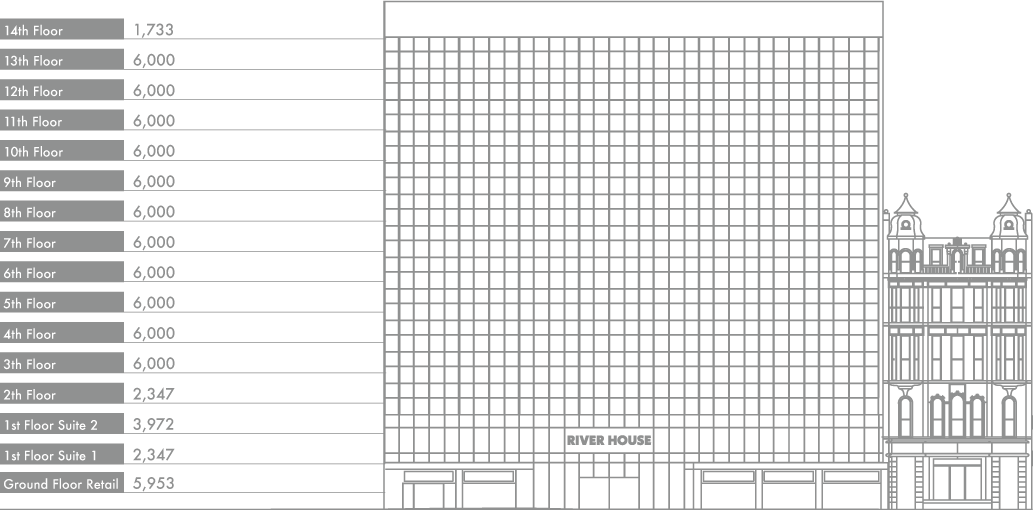 14th Floor 1,733
13th Floor 6,000
12th Floor 6,000
11th Floor 6,000
10th Floor 6,000
9th Floor 6,000
8th Floor 6,000
7th Floor 6,000
6th Floor 6,000
5th Floor 6,000
4th Floor 6,000
3th Floor 6,000
2th Floor 2,347
1st Floor Suite 2 3,972
1st Floor Suite 1 2,347
Ground Floor Retail 5,953
RIVER HOUSE